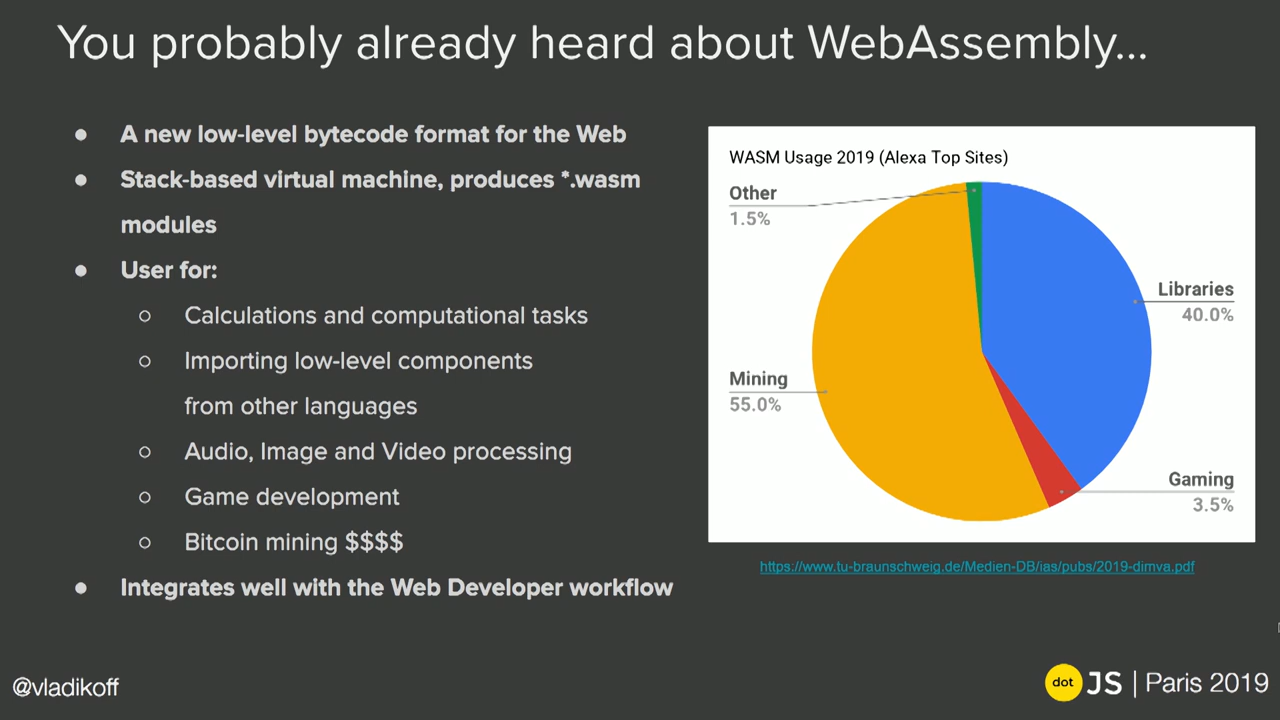 You probably already heard about WebAssembly...
● A new low-level bytecode format for the Web
● Stack-based virtual machine, produces *.wasm
modules
● User for:
○ Calculations and computational tasks
○ Importing low-level components
from other languages
○ Audio, Image and Video processing
○ Game development
○ Bitcoin mining $$$$
● Integrates well with the Web Developer workflow
WASM Usage 2019 (Alexa Top Sites)
Other
1.5%
Libraries
40.0%
Mining
55.0%
Gaming
3.5%
https://www.tu-braunschweig.de/Medien-DB/ias/pubs/2019-dimva.pdf
@vladikoff
dot JS | Paris 2019